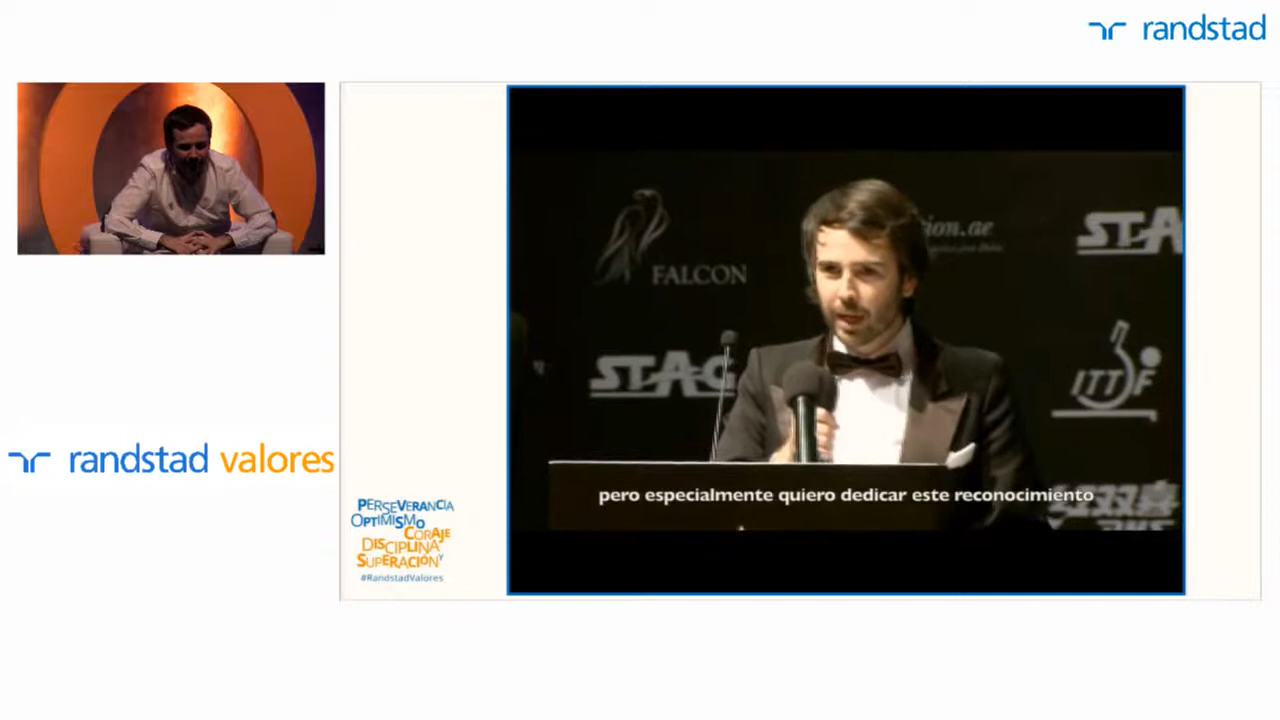 randstad
FALCON
ion.ae
STA
STAG
ITTF
pero especialmente quiero dedicar este reconocimiento
randstad valores
PERSEVERANCIA
OPTIMISMO
CORAJE
DISCIPLINA
Y
SUPERACIÓN
#RandstadValores